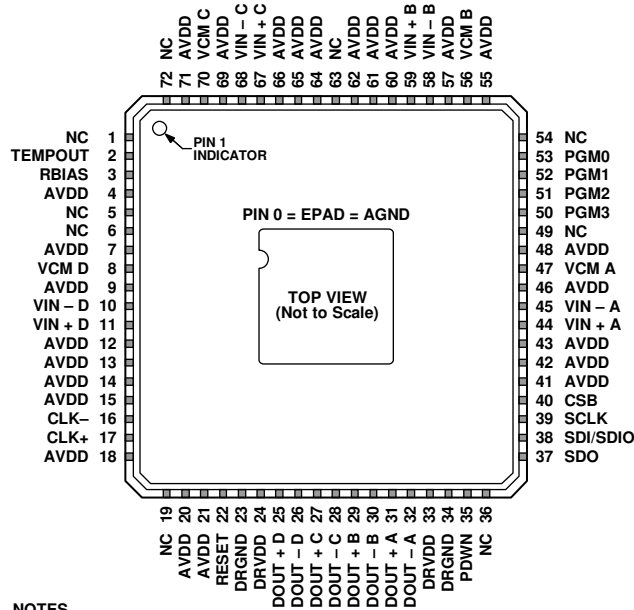 72 NC
71 AVDD
70 VCM C
69 AVDD
68 VIN – C
67 VIN + C
66 AVDD
65 AVDD
64 AVDD
63 NC
62 AVDD
61 AVDD
60 AVDD
59 VIN + B
58 VIN – B
57 AVDD
56 VCM B
55 AVDD
NC 1
TEMPOUT 2
RBIAS 3
AVDD 4
NC 5
NC 6
AVDD 7
VCM D 8
AVDD 9
VIN – D 10
VIN + D 11
AVDD 12
AVDD 13
AVDD 14
AVDD 15
CLK– 16
CLK+ 17
AVDD 18
PIN 1
INDICATOR
PIN 0 = EPAD = AGND
TOP VIEW
(Not to Scale)
54 NC
53 PGM0
52 PGM1
51 PGM2
50 PGM3
49 NC
48 AVDD
47 VCM A
46 AVDD
45 VIN – A
44 VIN + A
43 AVDD
42 AVDD
41 AVDD
40 CSB
39 SCLK
38 SDI/SDIO
37 SDO
NC 19
AVDD 20
AVDD 21
RESET 22
DRGND 23
DRVDD 24
DOUT + D 25
DOUT – D 26
DOUT + C 27
DOUT – C 28
DOUT + B 29
DOUT – B 30
DOUT + A 31
DOUT – A 32
DRVDD 33
DRGND 34
PDWN 35
NC 36
NOTES